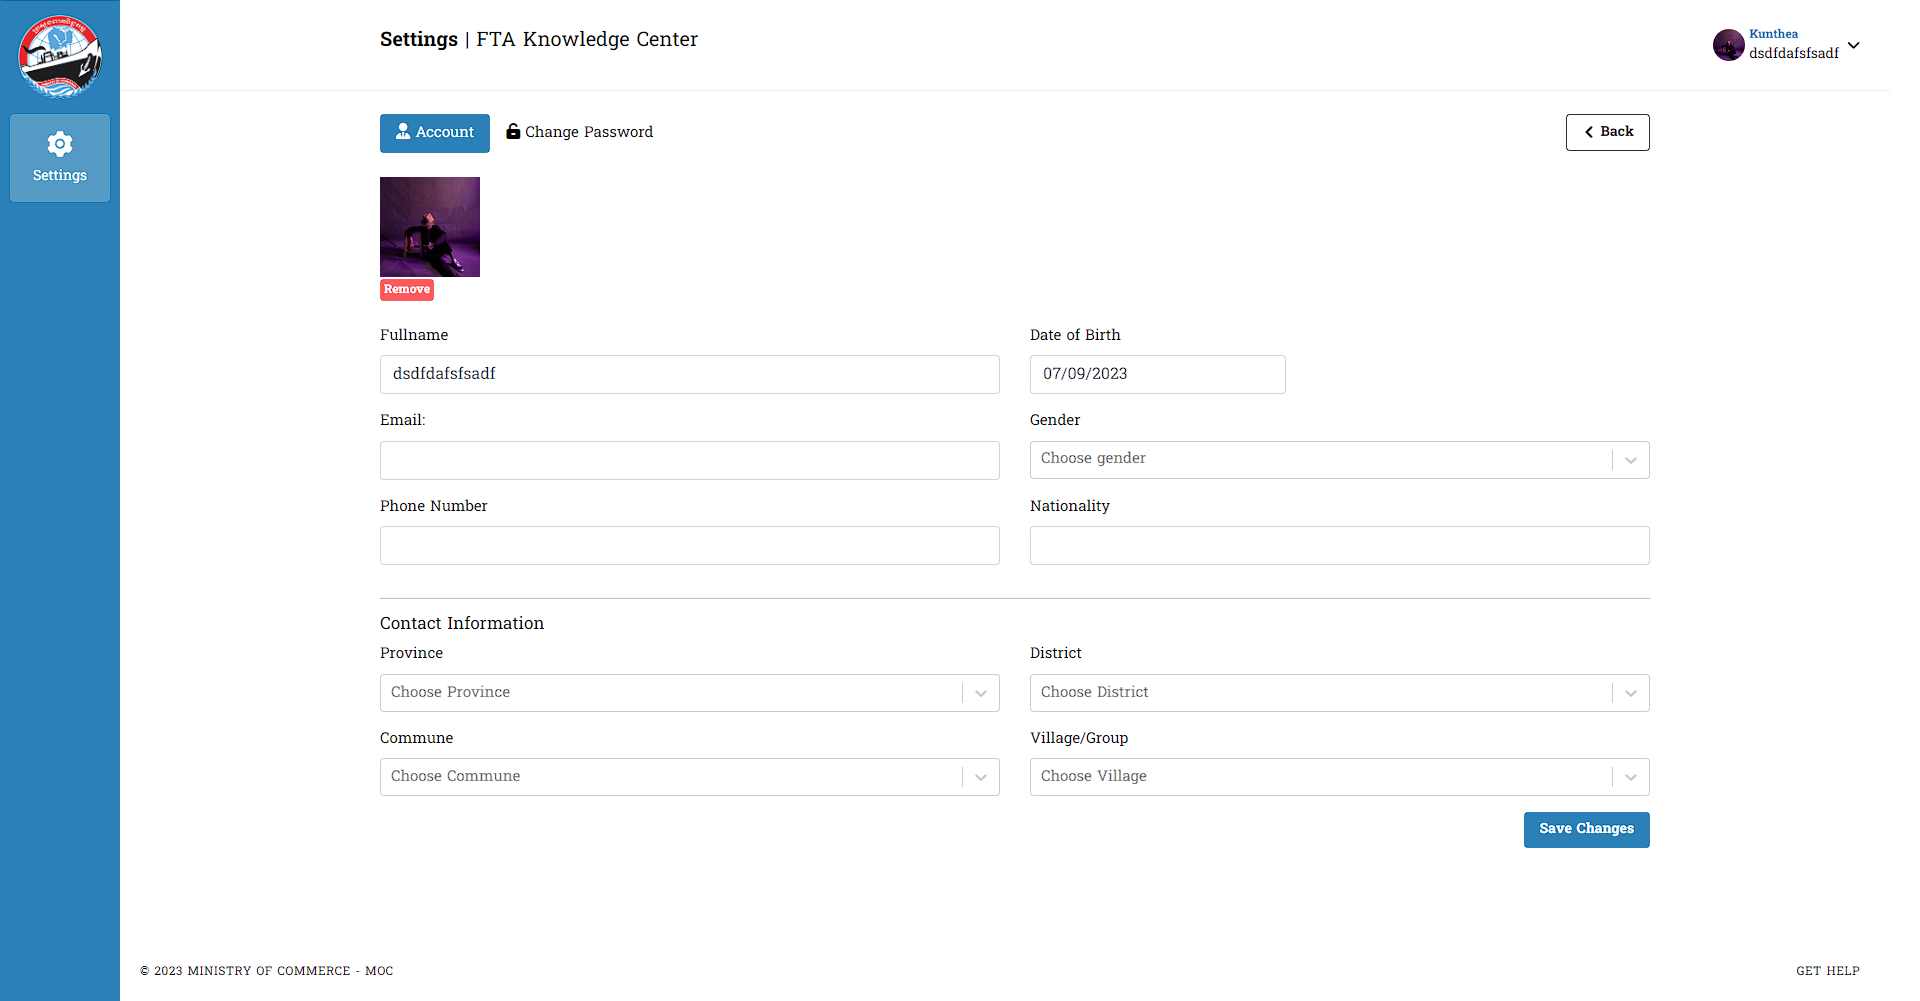 Settings | FTA Knowledge Center
Kunthea
dsdfdafsfsadf
Settings
Account
Change Password
Back
Remove
Fullname
Date of Birth
dsdfdafsfsadf
07/09/2023
Email:
Gender
Choose gender
Phone Number
Nationality
Contact Information
Province
District
Choose Province
Choose District
Commune
Village/Group
Choose Commune
Choose Village
Save Changes
© 2023 MINISTRY OF COMMERCE - MOC
GET HELP